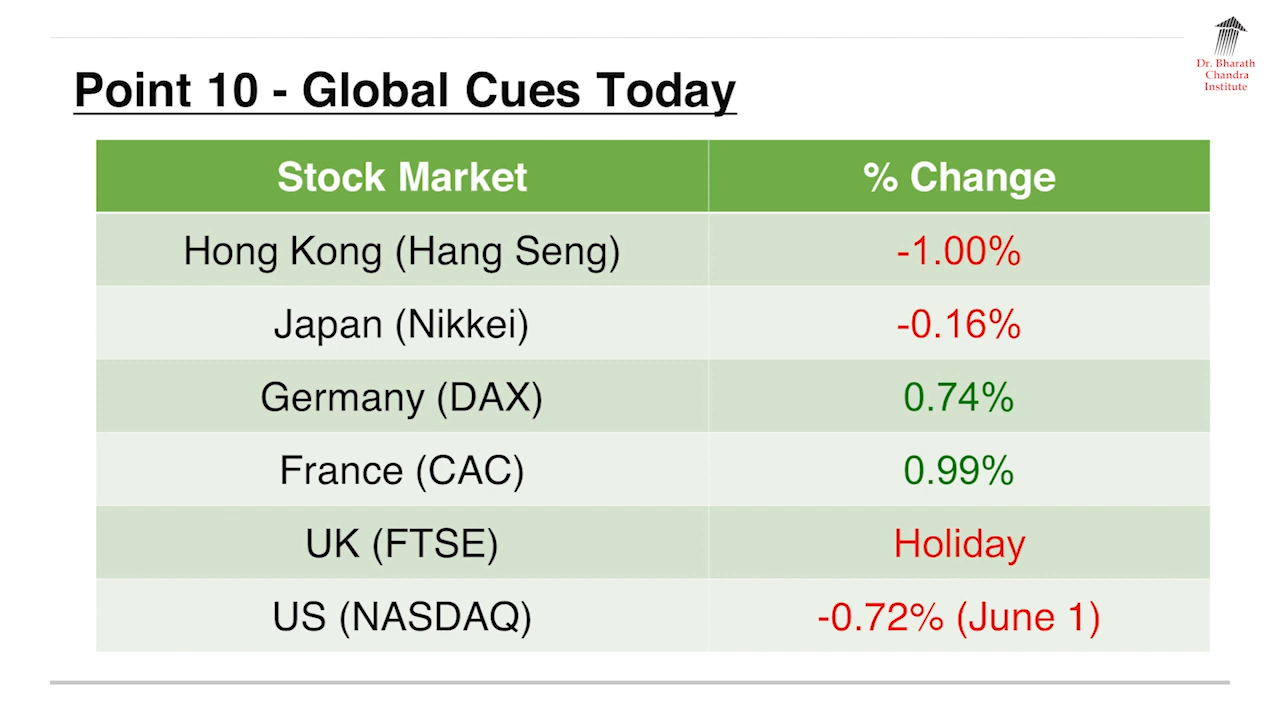 Dr. Bharath
Chandra
Institute
Point 10 - Global Cues Today
Stock Market % Change
Hong Kong (Hang Seng) -1.00%
Japan (Nikkei) -0.16%
Germany (DAX) 0.74%
France (CAC) 0.99%
UK (FTSE) Holiday
US (NASDAQ) -0.72% (June 1)